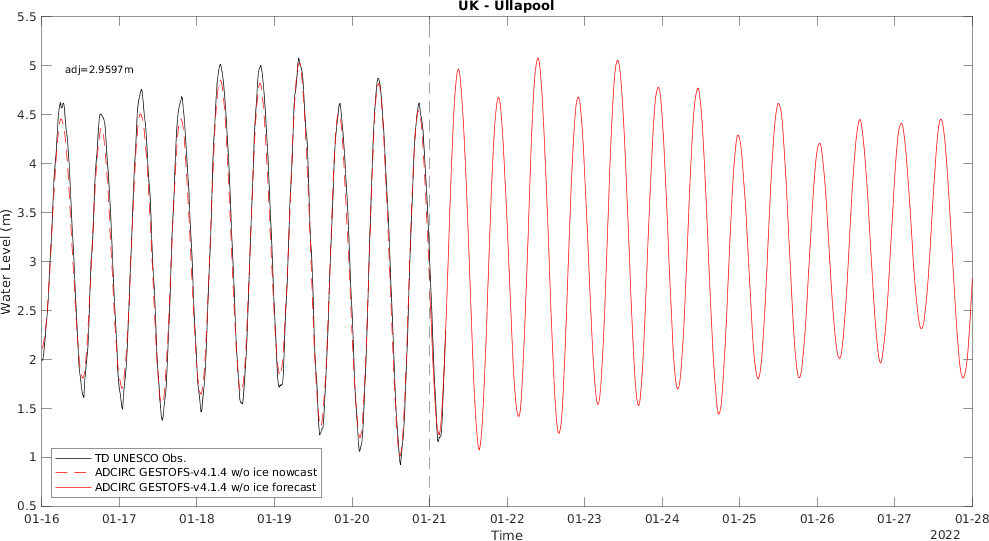 UK - Ullapool
adj=2.9597m
5.5
5
4.5
4
3.5
3
2.5
2
1.5
1
0.5
Water Level (m)
TD UNESCO Obs.
ADCIRC GESTOFS-v4.1.4 w/o ice nowcast
ADCIRC GESTOFS-v4.1.4 w/o ice forecast
01-16 01-17 01-18 01-19 01-20 01-21 01-22 01-23 01-24 01-25 01-26 01-27 01-28
Time
2022